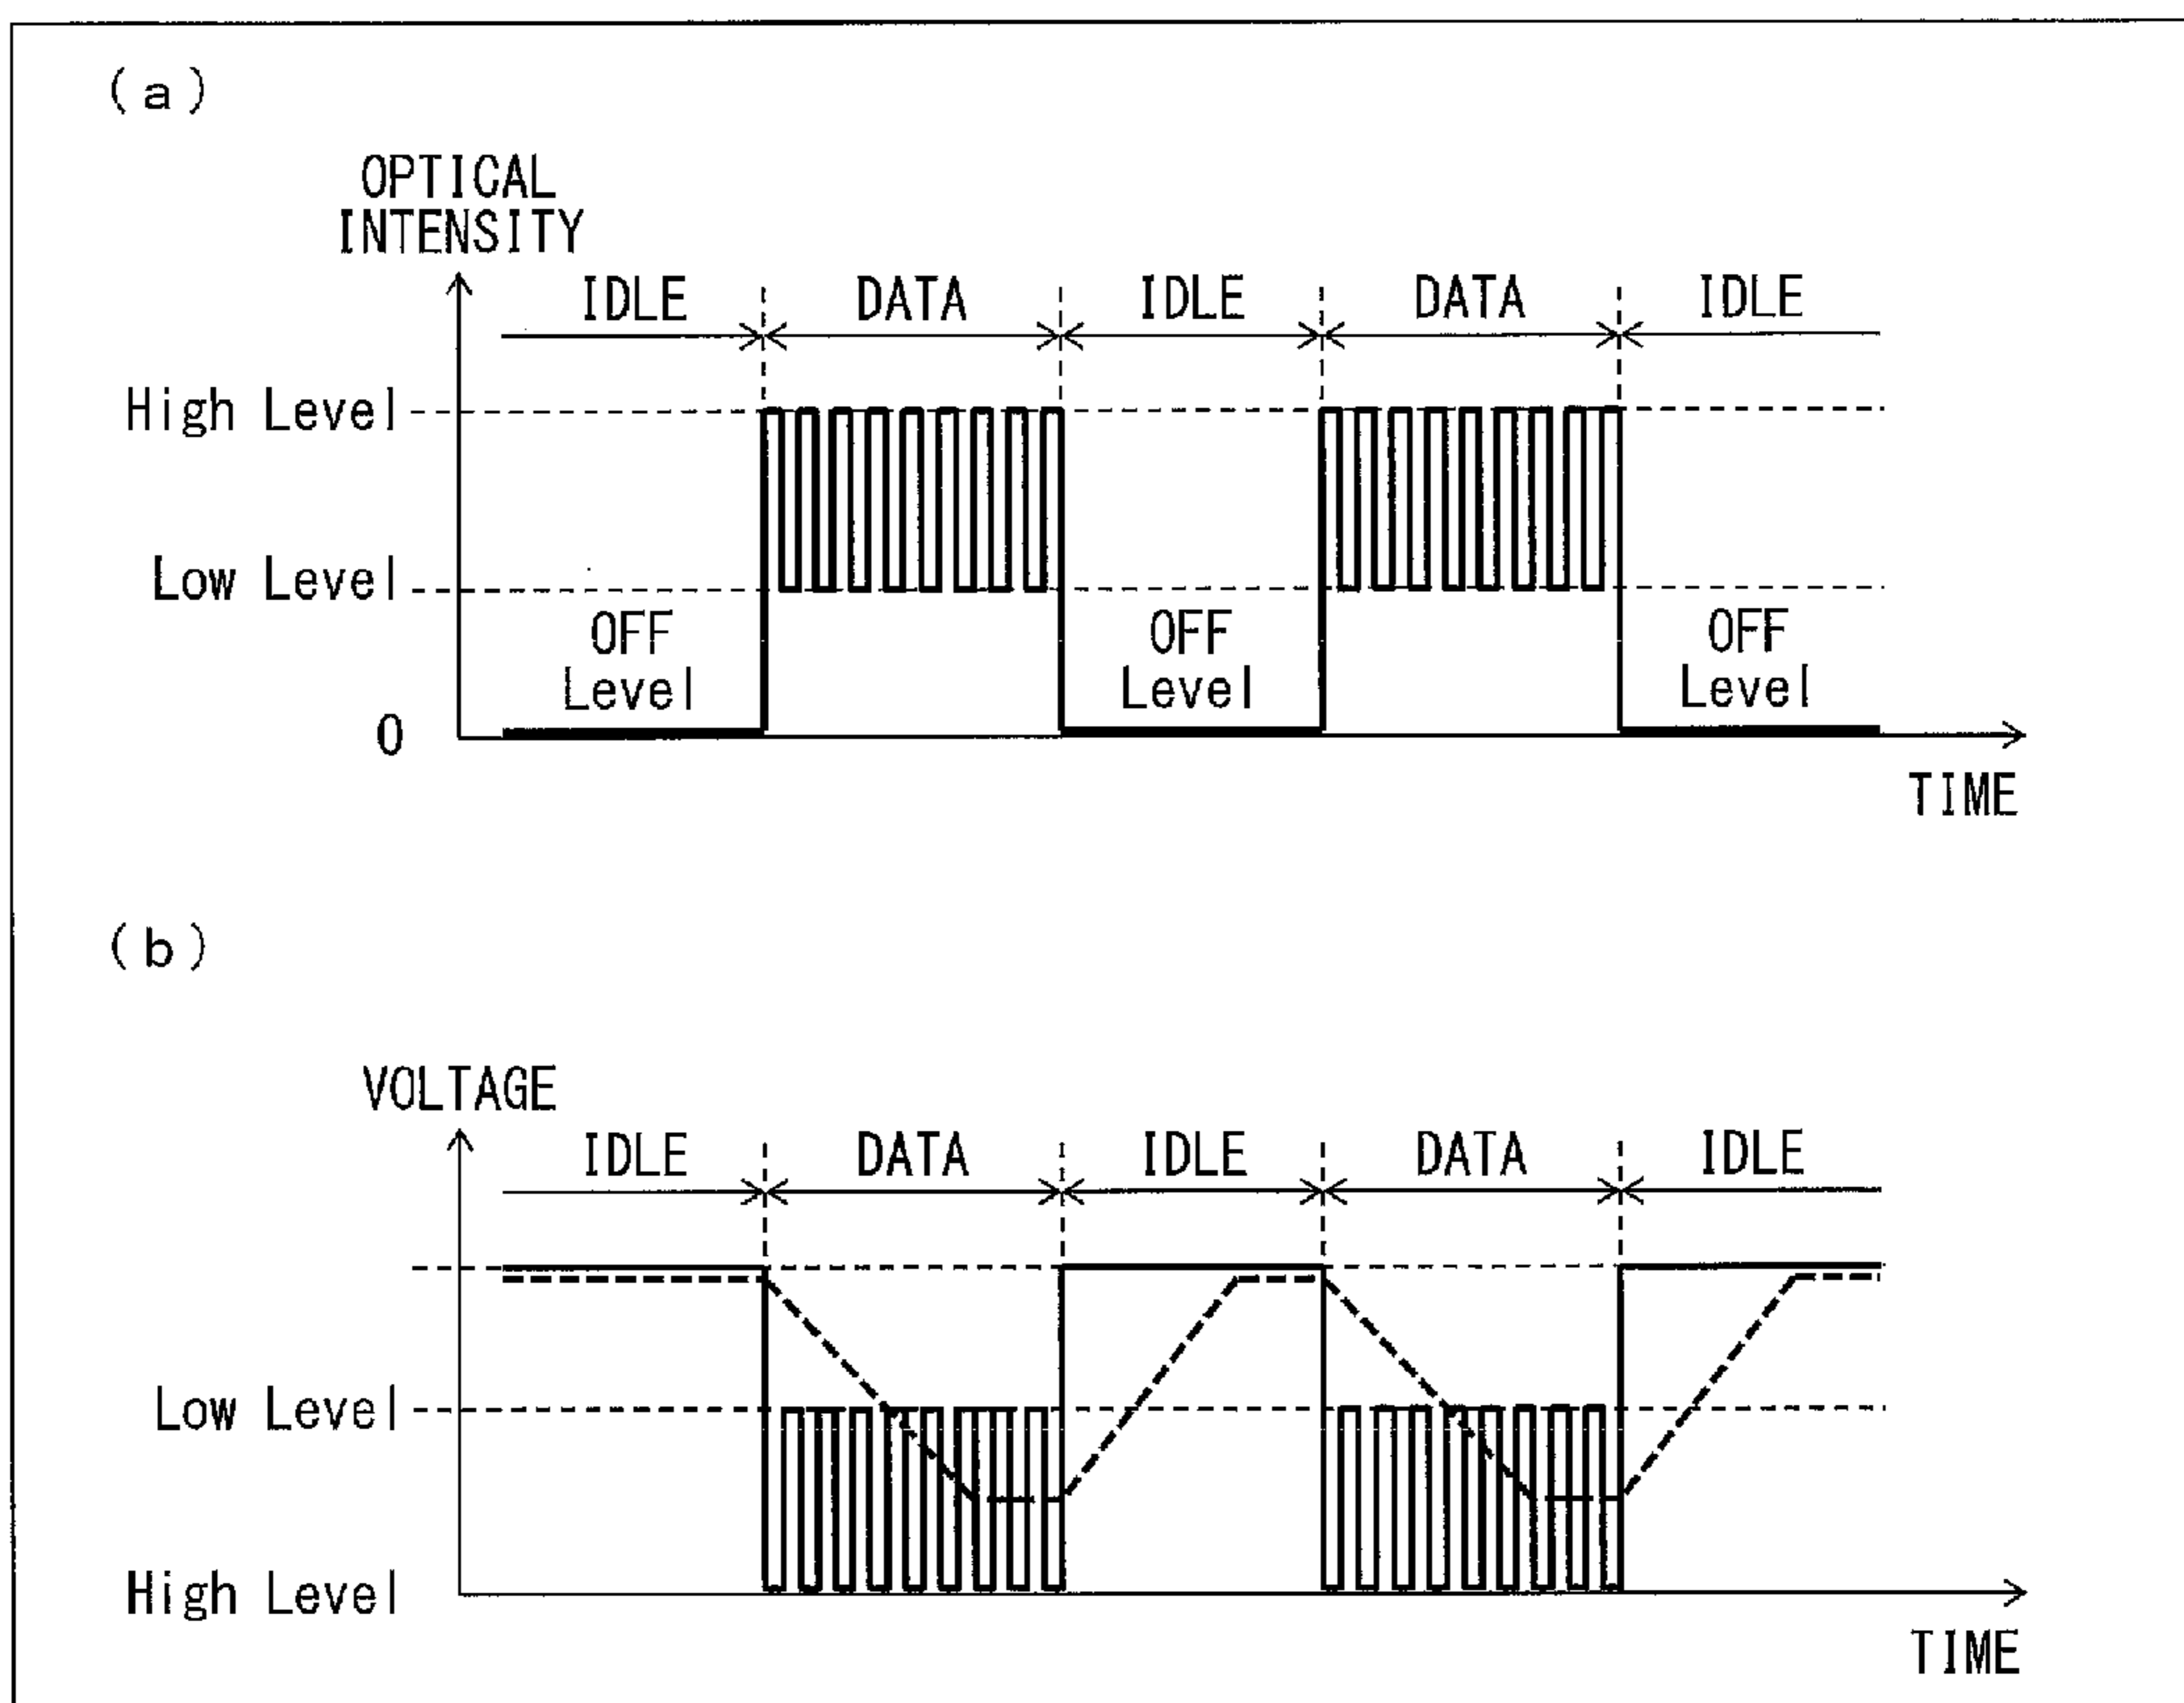 (a)
OPTICAL
INTENSITY
IDLE DATA IDLE DATA IDLE
High Level
Low Level
OFF
Level
OFF
Level
OFF
Level
0
TIME
(b)
VOLTAGE
IDLE DATA IDLE DATA IDLE
Low Level
High Level
TIME